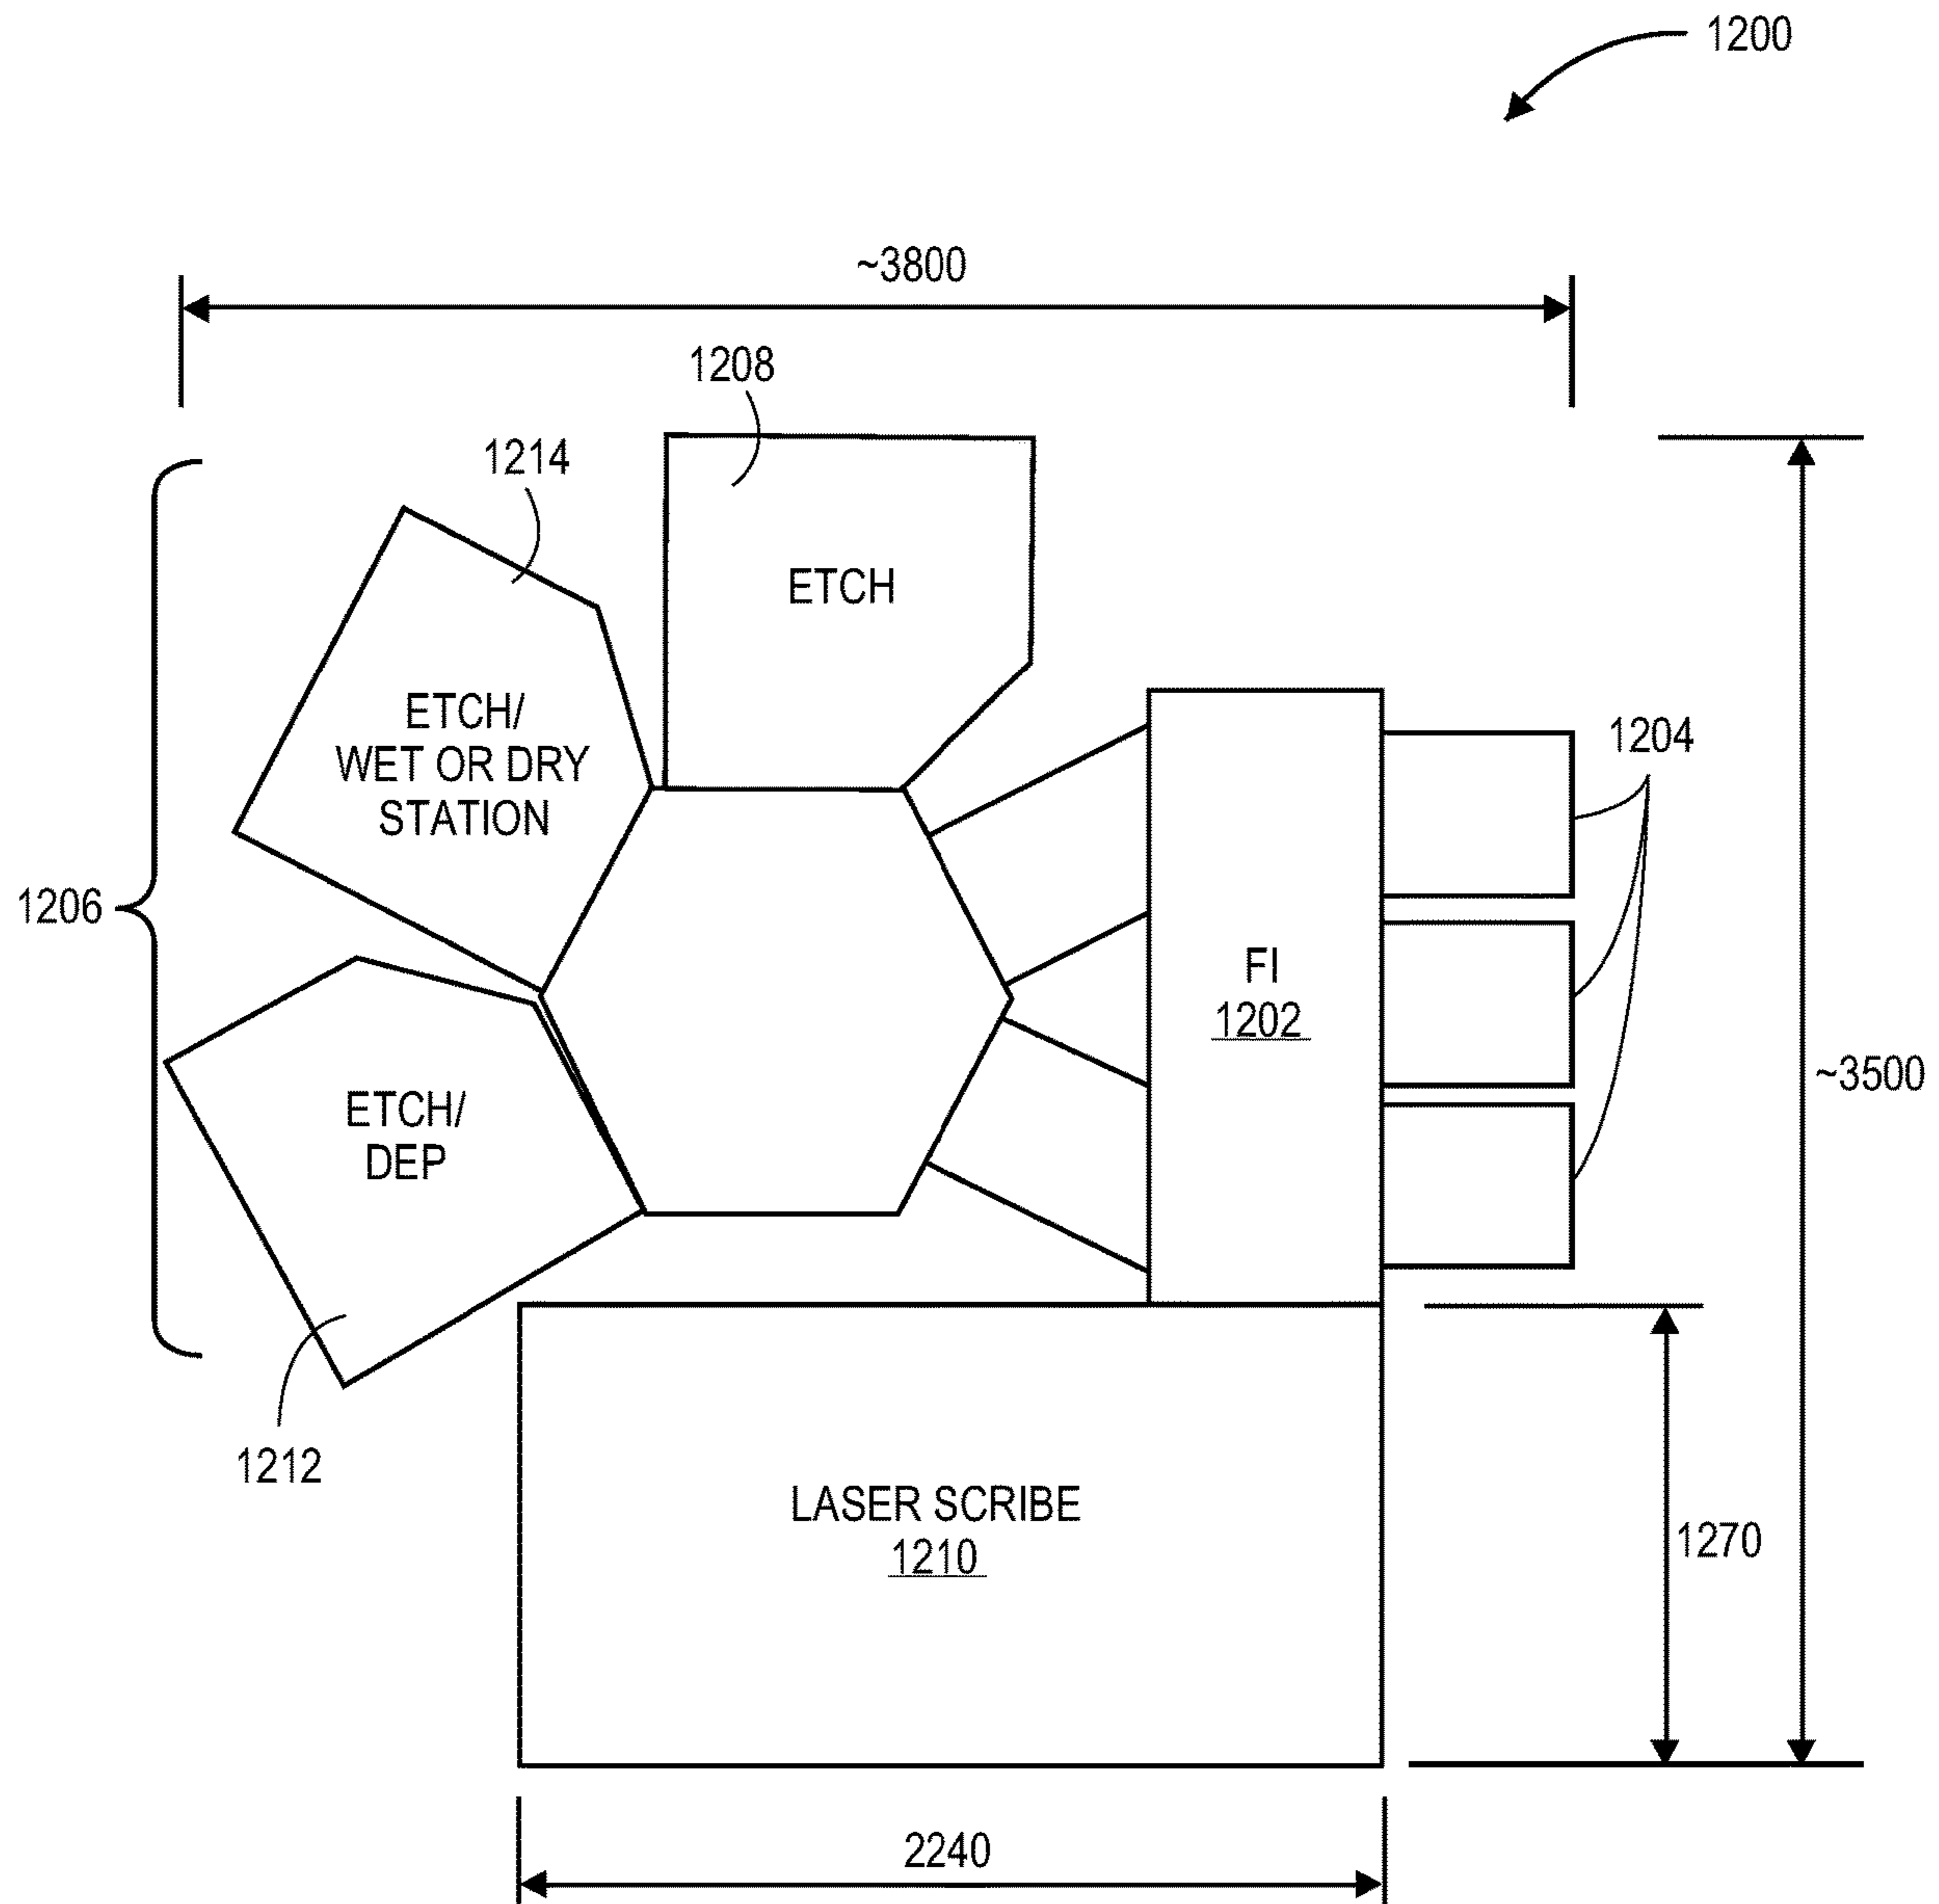 1200
~3800
1208
1214
ETCH
ETCH/
WET OR DRY
STATION
1204
1206
FI
1202
~3500
ETCH/
DEP
1212
LASER SCRIBE
1210
1270
2240